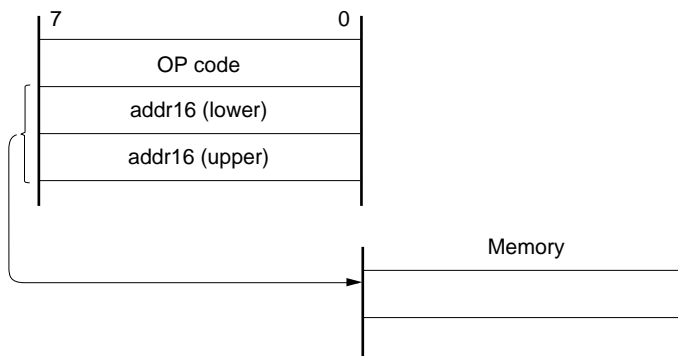 7 0
OP code
addr16 (lower)
addr16 (upper)
Memory